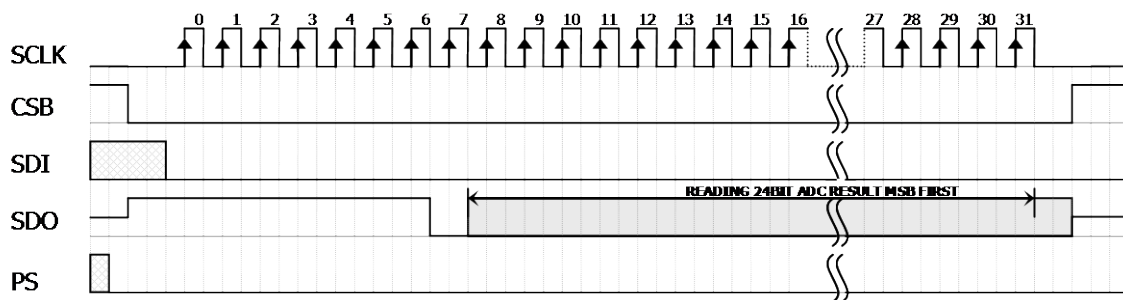 0 1 2 3 4 5 6 7 8 9 10 11 12 13 14 15 16 27 28 29 30 31
SCLK
CSB
SDI
READING 24BIT ADC RESULT MSB FIRST
SDO
PS